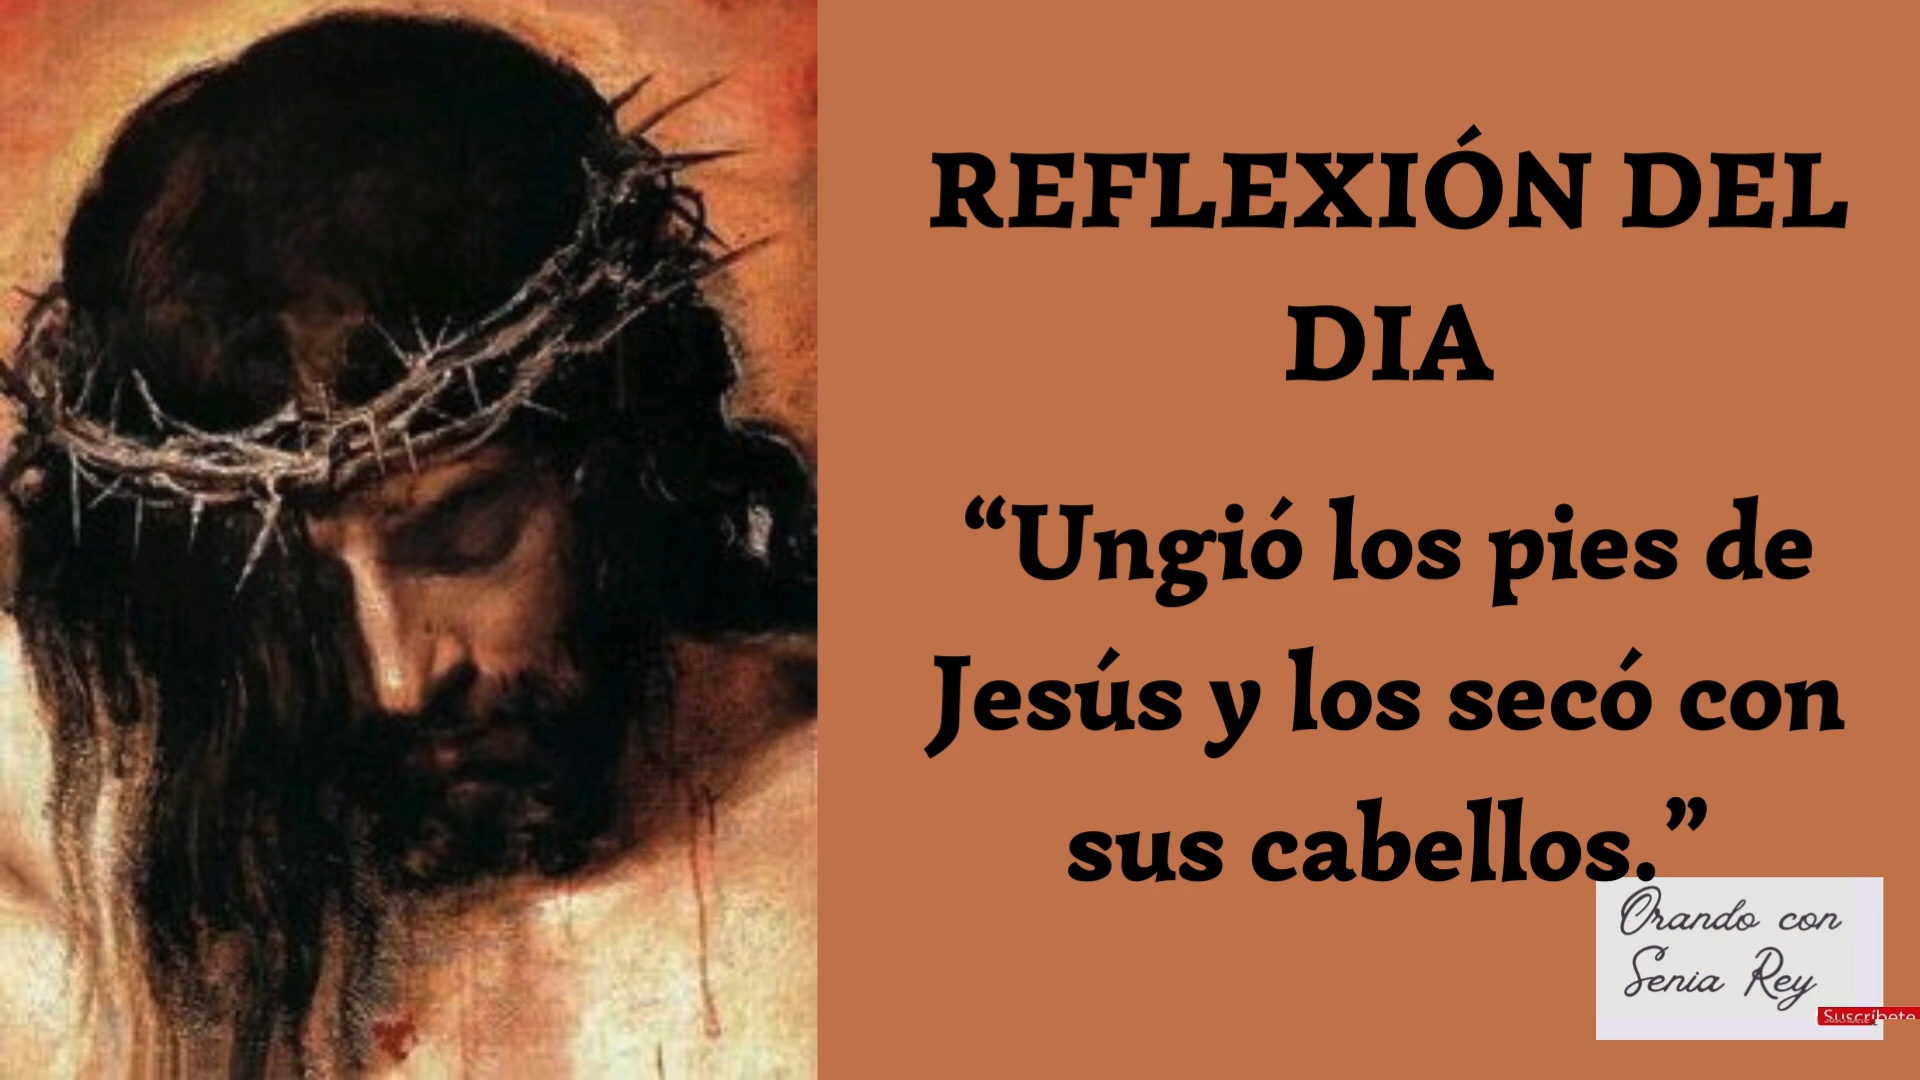 REFLEXIÓN DEL
DIA
“Ungió los pies de
Jesús y los secó con
sus cabellos.”
Orando con
Senia Rey
Suscríbete